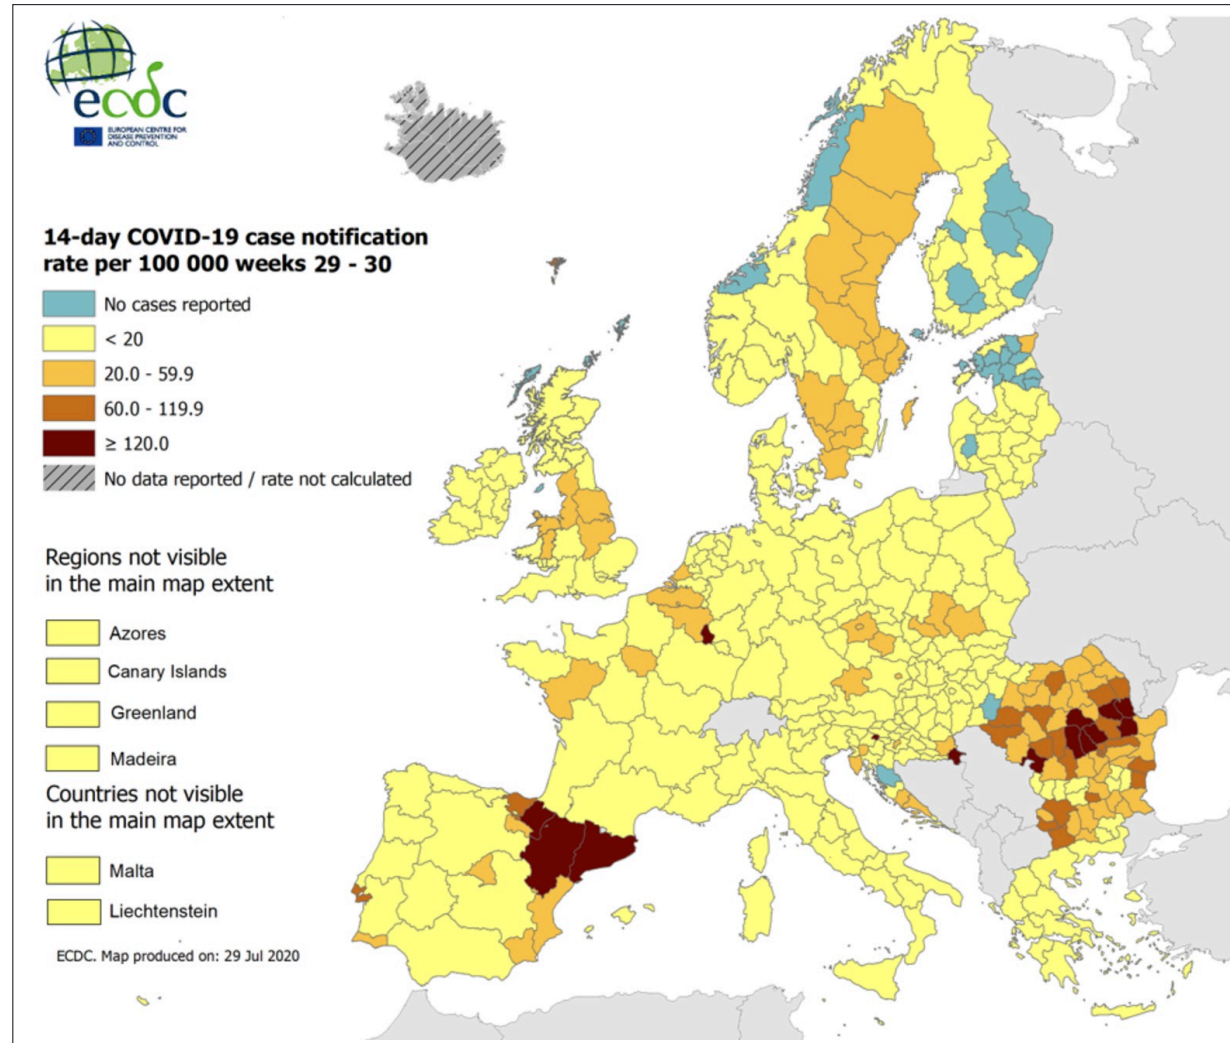 ecdc
EUROPEAN CENTRE FOR
DISEASE PREVENTION
AND CONTROL
14-day COVID-19 case notification
rate per 100 000 weeks 29 - 30
No cases reported
< 20
20.0 - 59.9
60.0 - 119.9
≥ 120.0
No data reported / rate not calculated
Regions not visible
in the main map extent
Azores
Canary Islands
Greenland
Madeira
Countries not visible
in the main map extent
Malta
Liechtenstein
ECDC. Map produced on: 29 Jul 2020